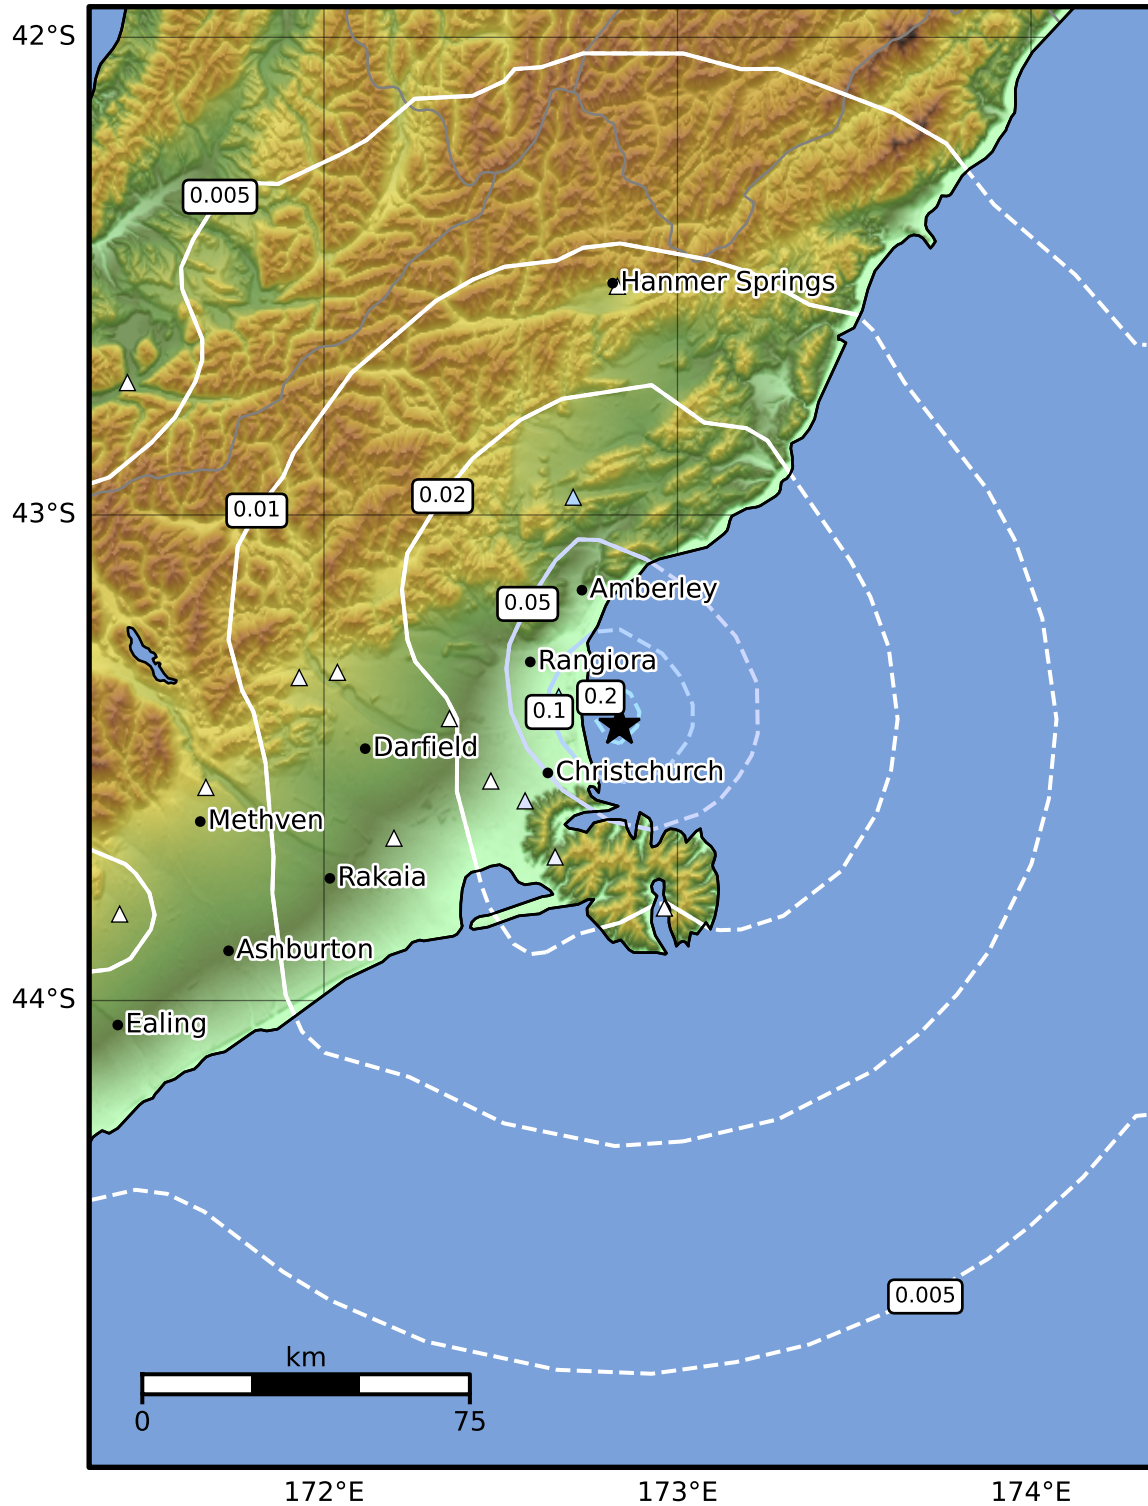 42°S
0.005
Hanmer Springs
0.02
0.01
43°S
Amberley
0.05
Rangiora
0.2
0.1
Darfield
Christchurch
Methven
Rakaia
Ashburton
44°S
Ealing
0.005
km
0 75
172°E 173°E 174°E